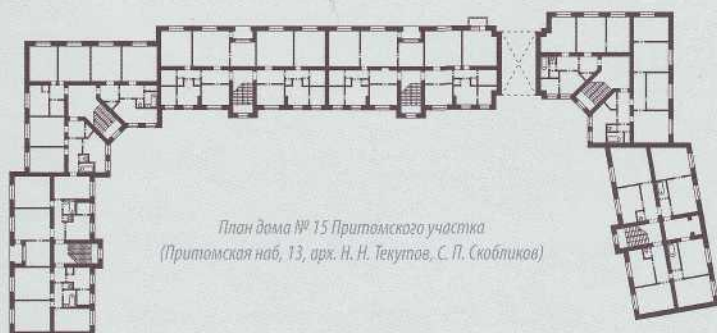 План дома № 15 Притомского участка
(Притомская наб, 13, арх. Н. Н. Текутов, С. П. Скобликов)